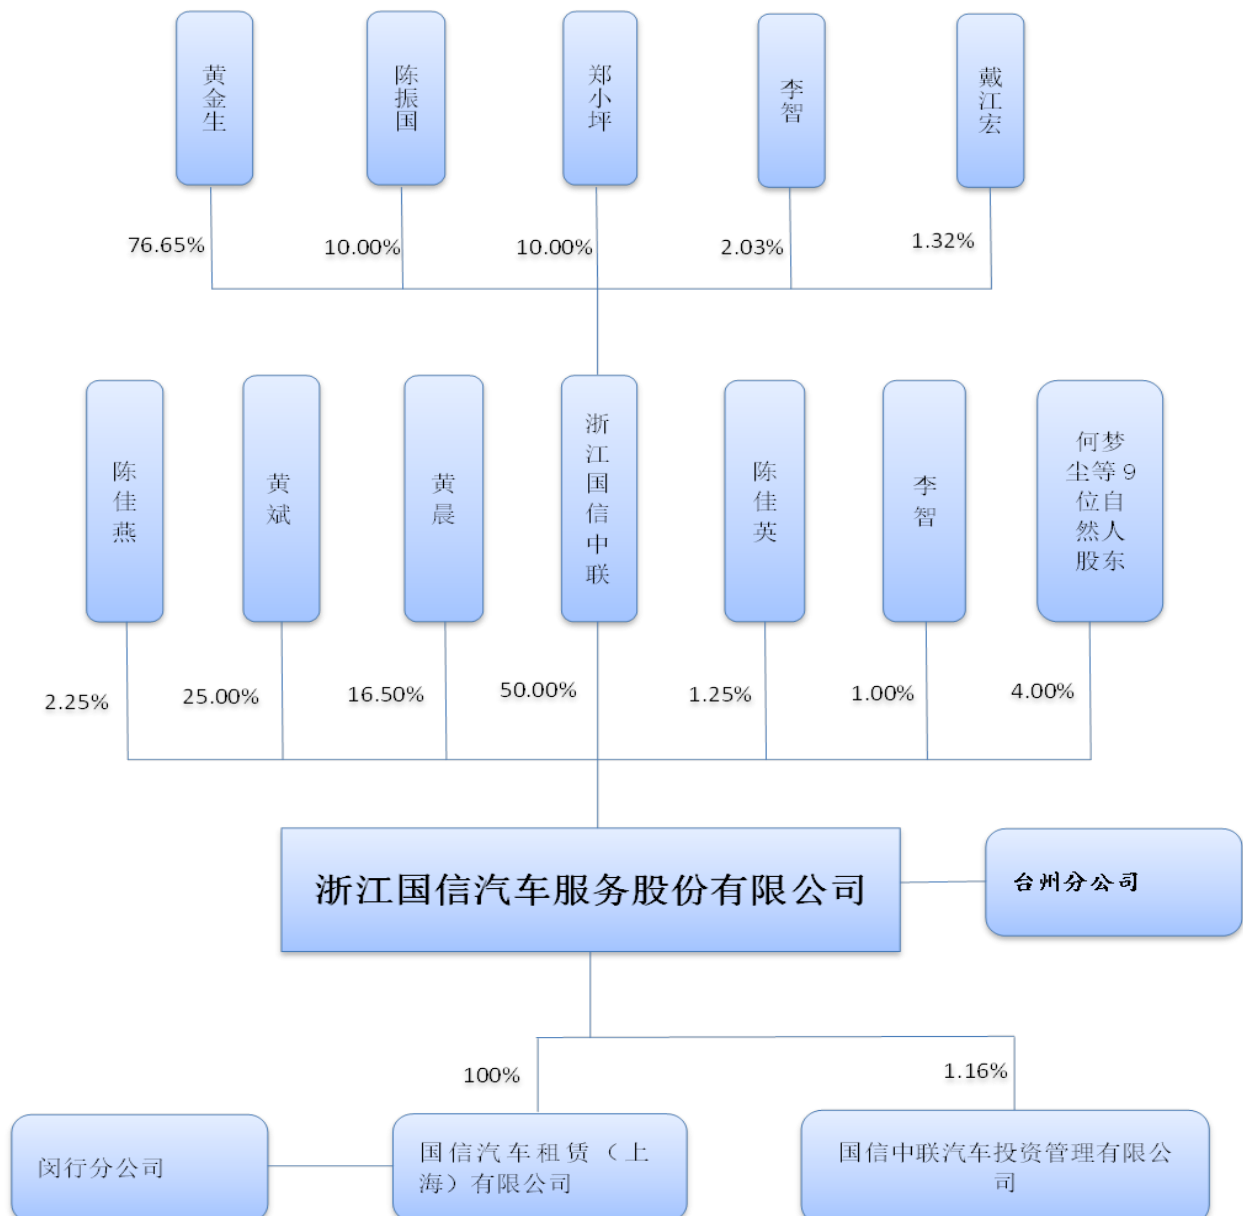 黄金生
陈振国
郑小坪
李智
戴江宏
76.65%
10.00%
10.00%
2.03%
1.32%
陈佳燕
黄斌
黄晨
浙江国信中联
陈佳英
李智
何梦
尘等9
位自
然人
股东
2.25%
25.00%
16.50%
50.00%
1.25%
1.00%
4.00%
浙江国信汽车服务股份有限公司
台州分公司
100%
1.16%
闵行分公司
国信汽车租赁（上
海）有限公司
国信中联汽车投资管理有限公
司